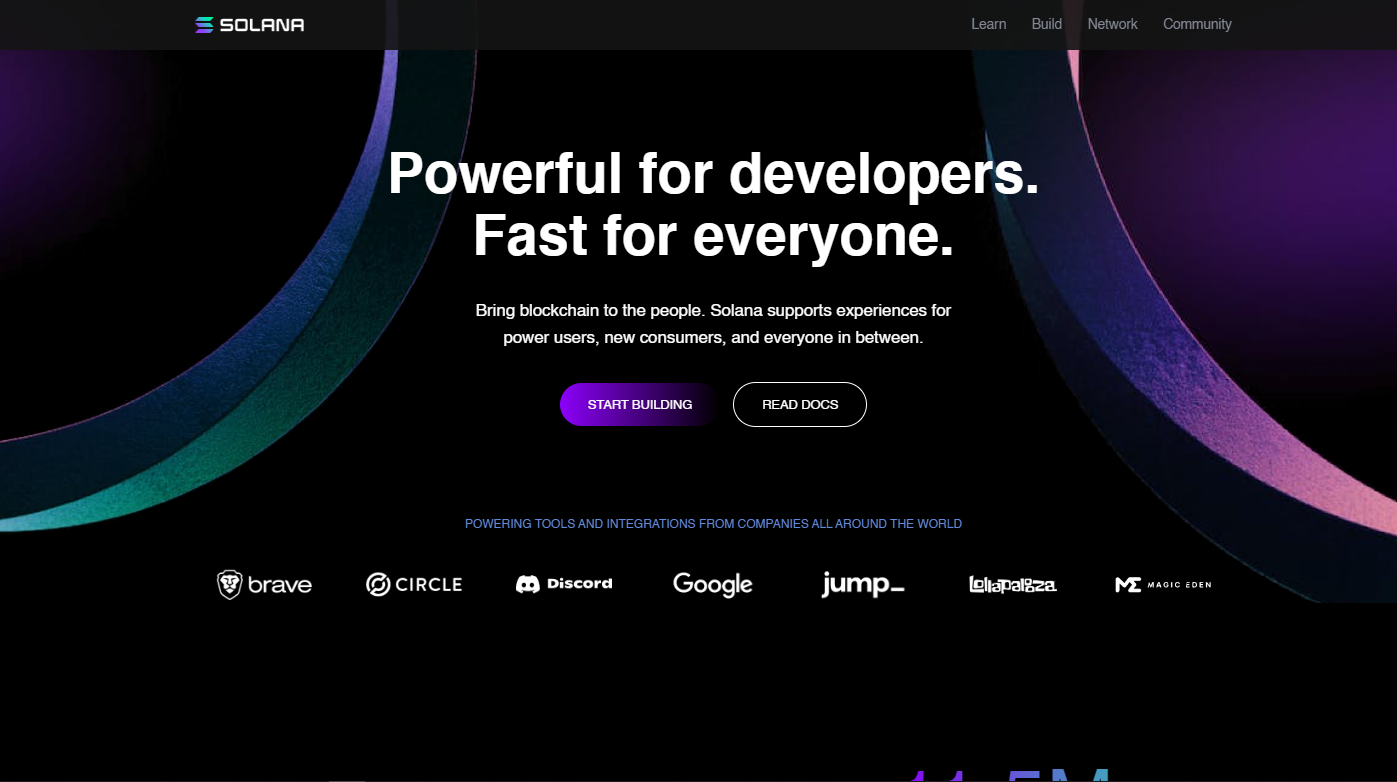 SOLANA
Learn Build Network Community
Powerful for developers.
Fast for everyone.
Bring blockchain to the people. Solana supports experiences for
power users, new consumers, and everyone in between.
START BUILDING READ DOCS
POWERING TOOLS AND INTEGRATIONS FROM COMPANIES ALL AROUND THE WORLD
brave CIRCLE Discord Google jump_ Lollapalooza ME MAGIC EDEN